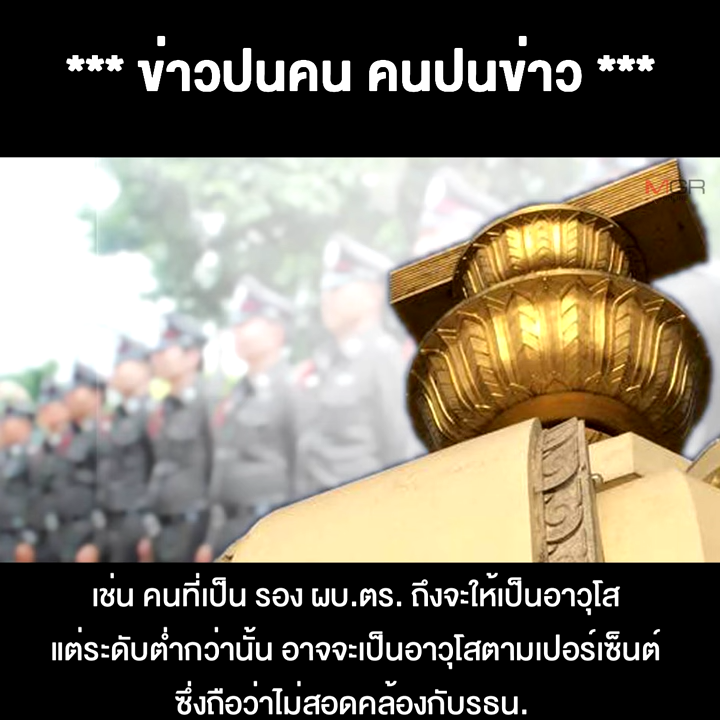 *** ข่าวปนคน คนปนข่าว ***
MGR
เช่น คนที่เป็น รอง ผบ.ตร. ถึงจะให้เป็นอาวุโส
แต่ระดับต่ำกว่านั้น อาจจะเป็นอาวุโสตามเปอร์เซ็นต์
ซึ่งถือว่าไม่สอดคล้องกับรธน.